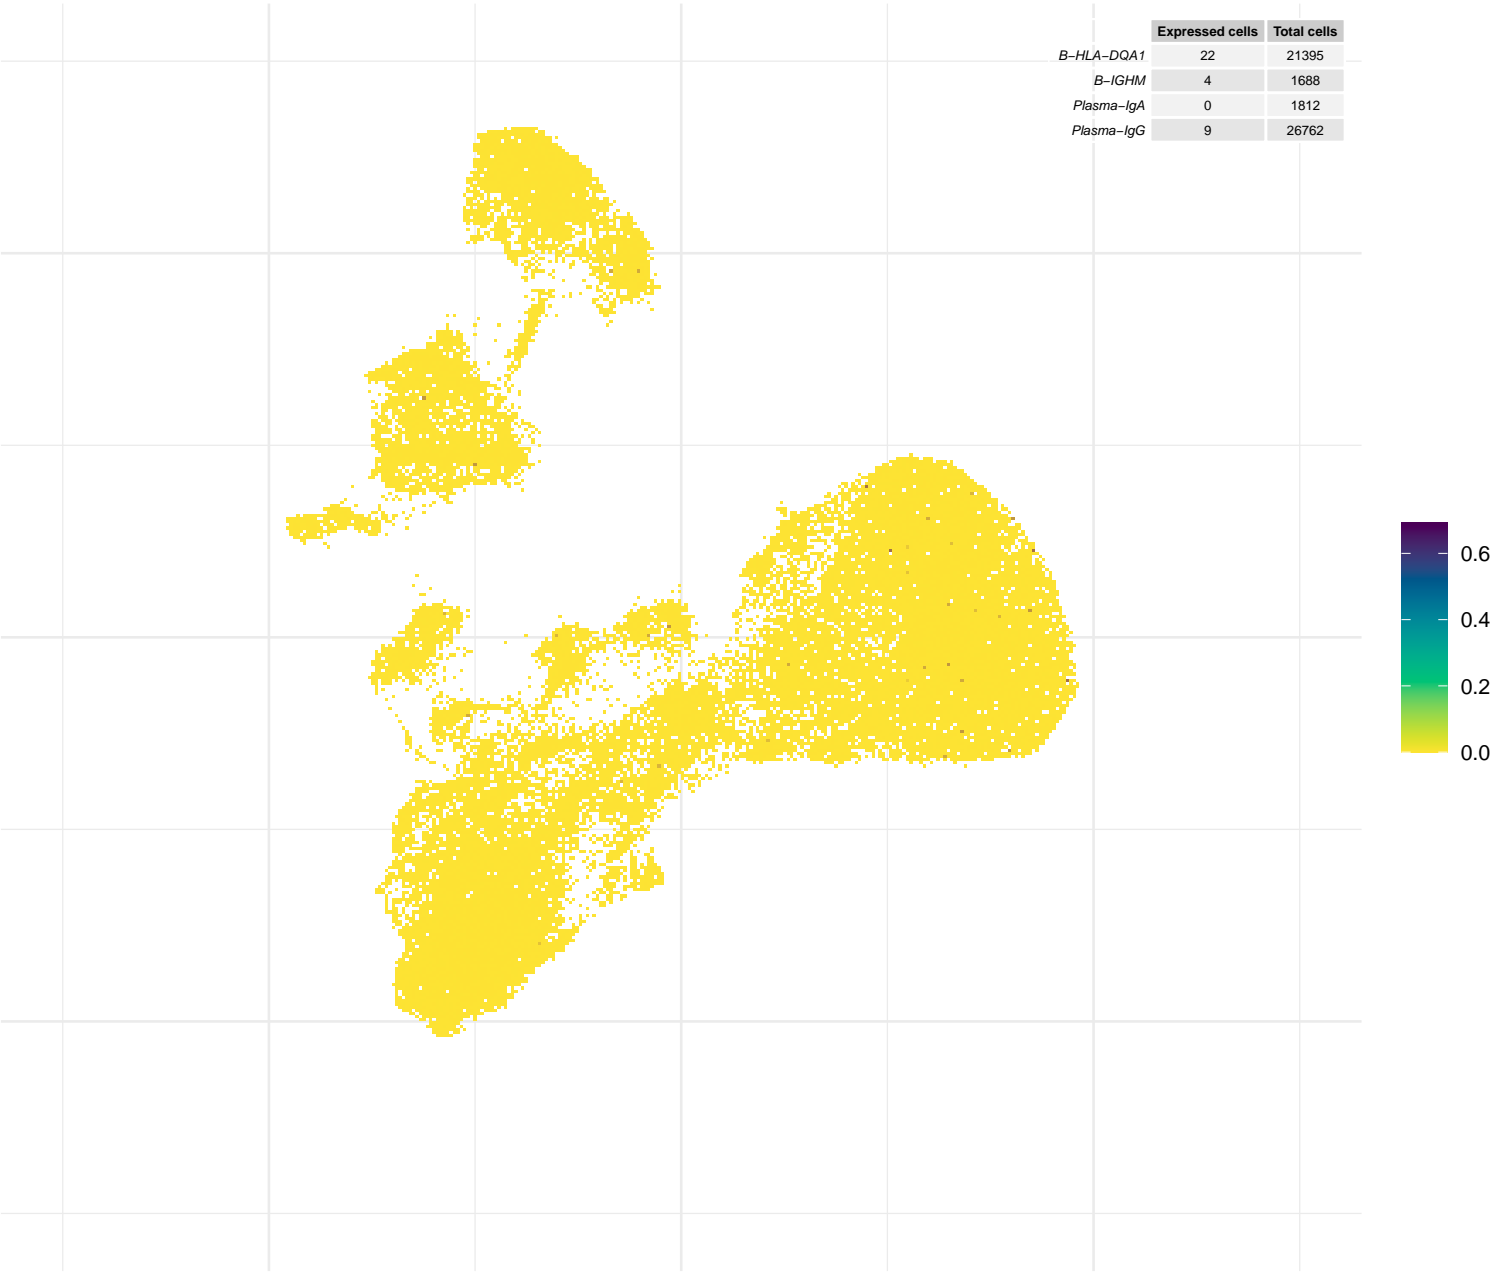 Expressed cells Total cells
B−HLA−DQA1 22 21395
B−IGHM 4 1688
Plasma−IgA 0 1812
Plasma−IgG 9 26762
0.6
0.4
0.2
0.0